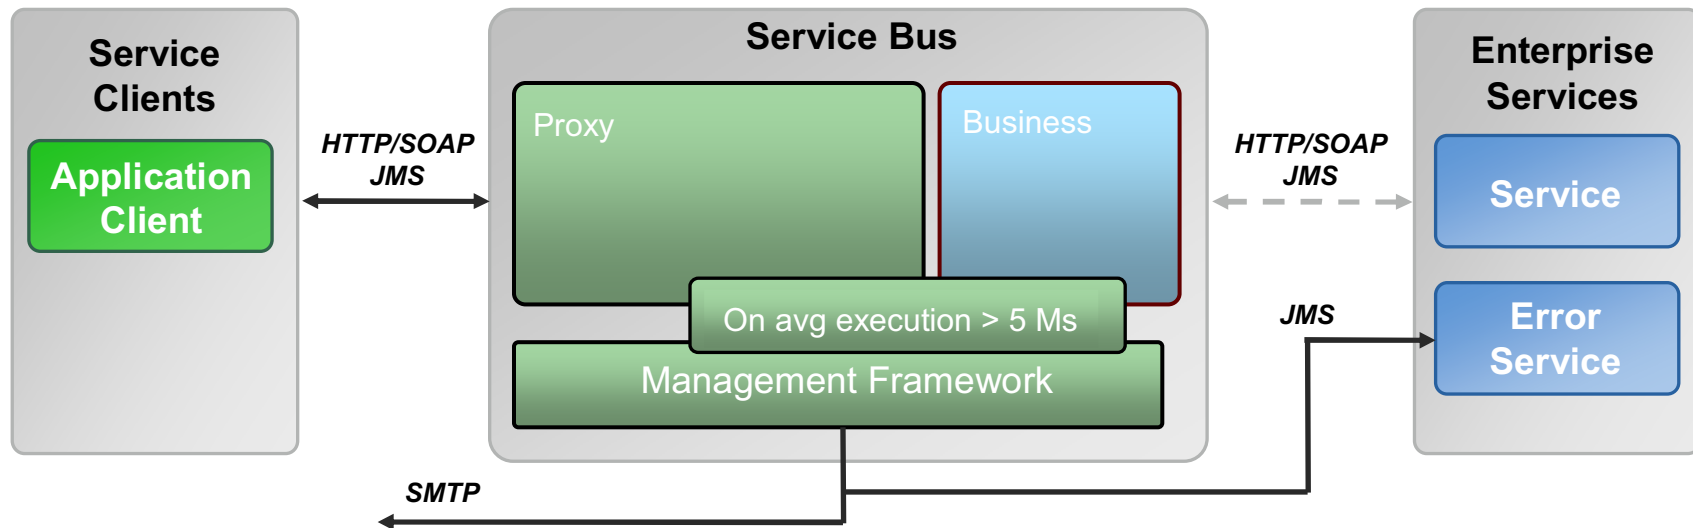 Service
Clients
Application
Client
HTTP/SOAP
JMS
Service Bus
Proxy
Business
On avg execution > 5 Ms
Management Framework
HTTP/SOAP
JMS
Enterprise
Services
Service
JMS
Error
Service
SMTP